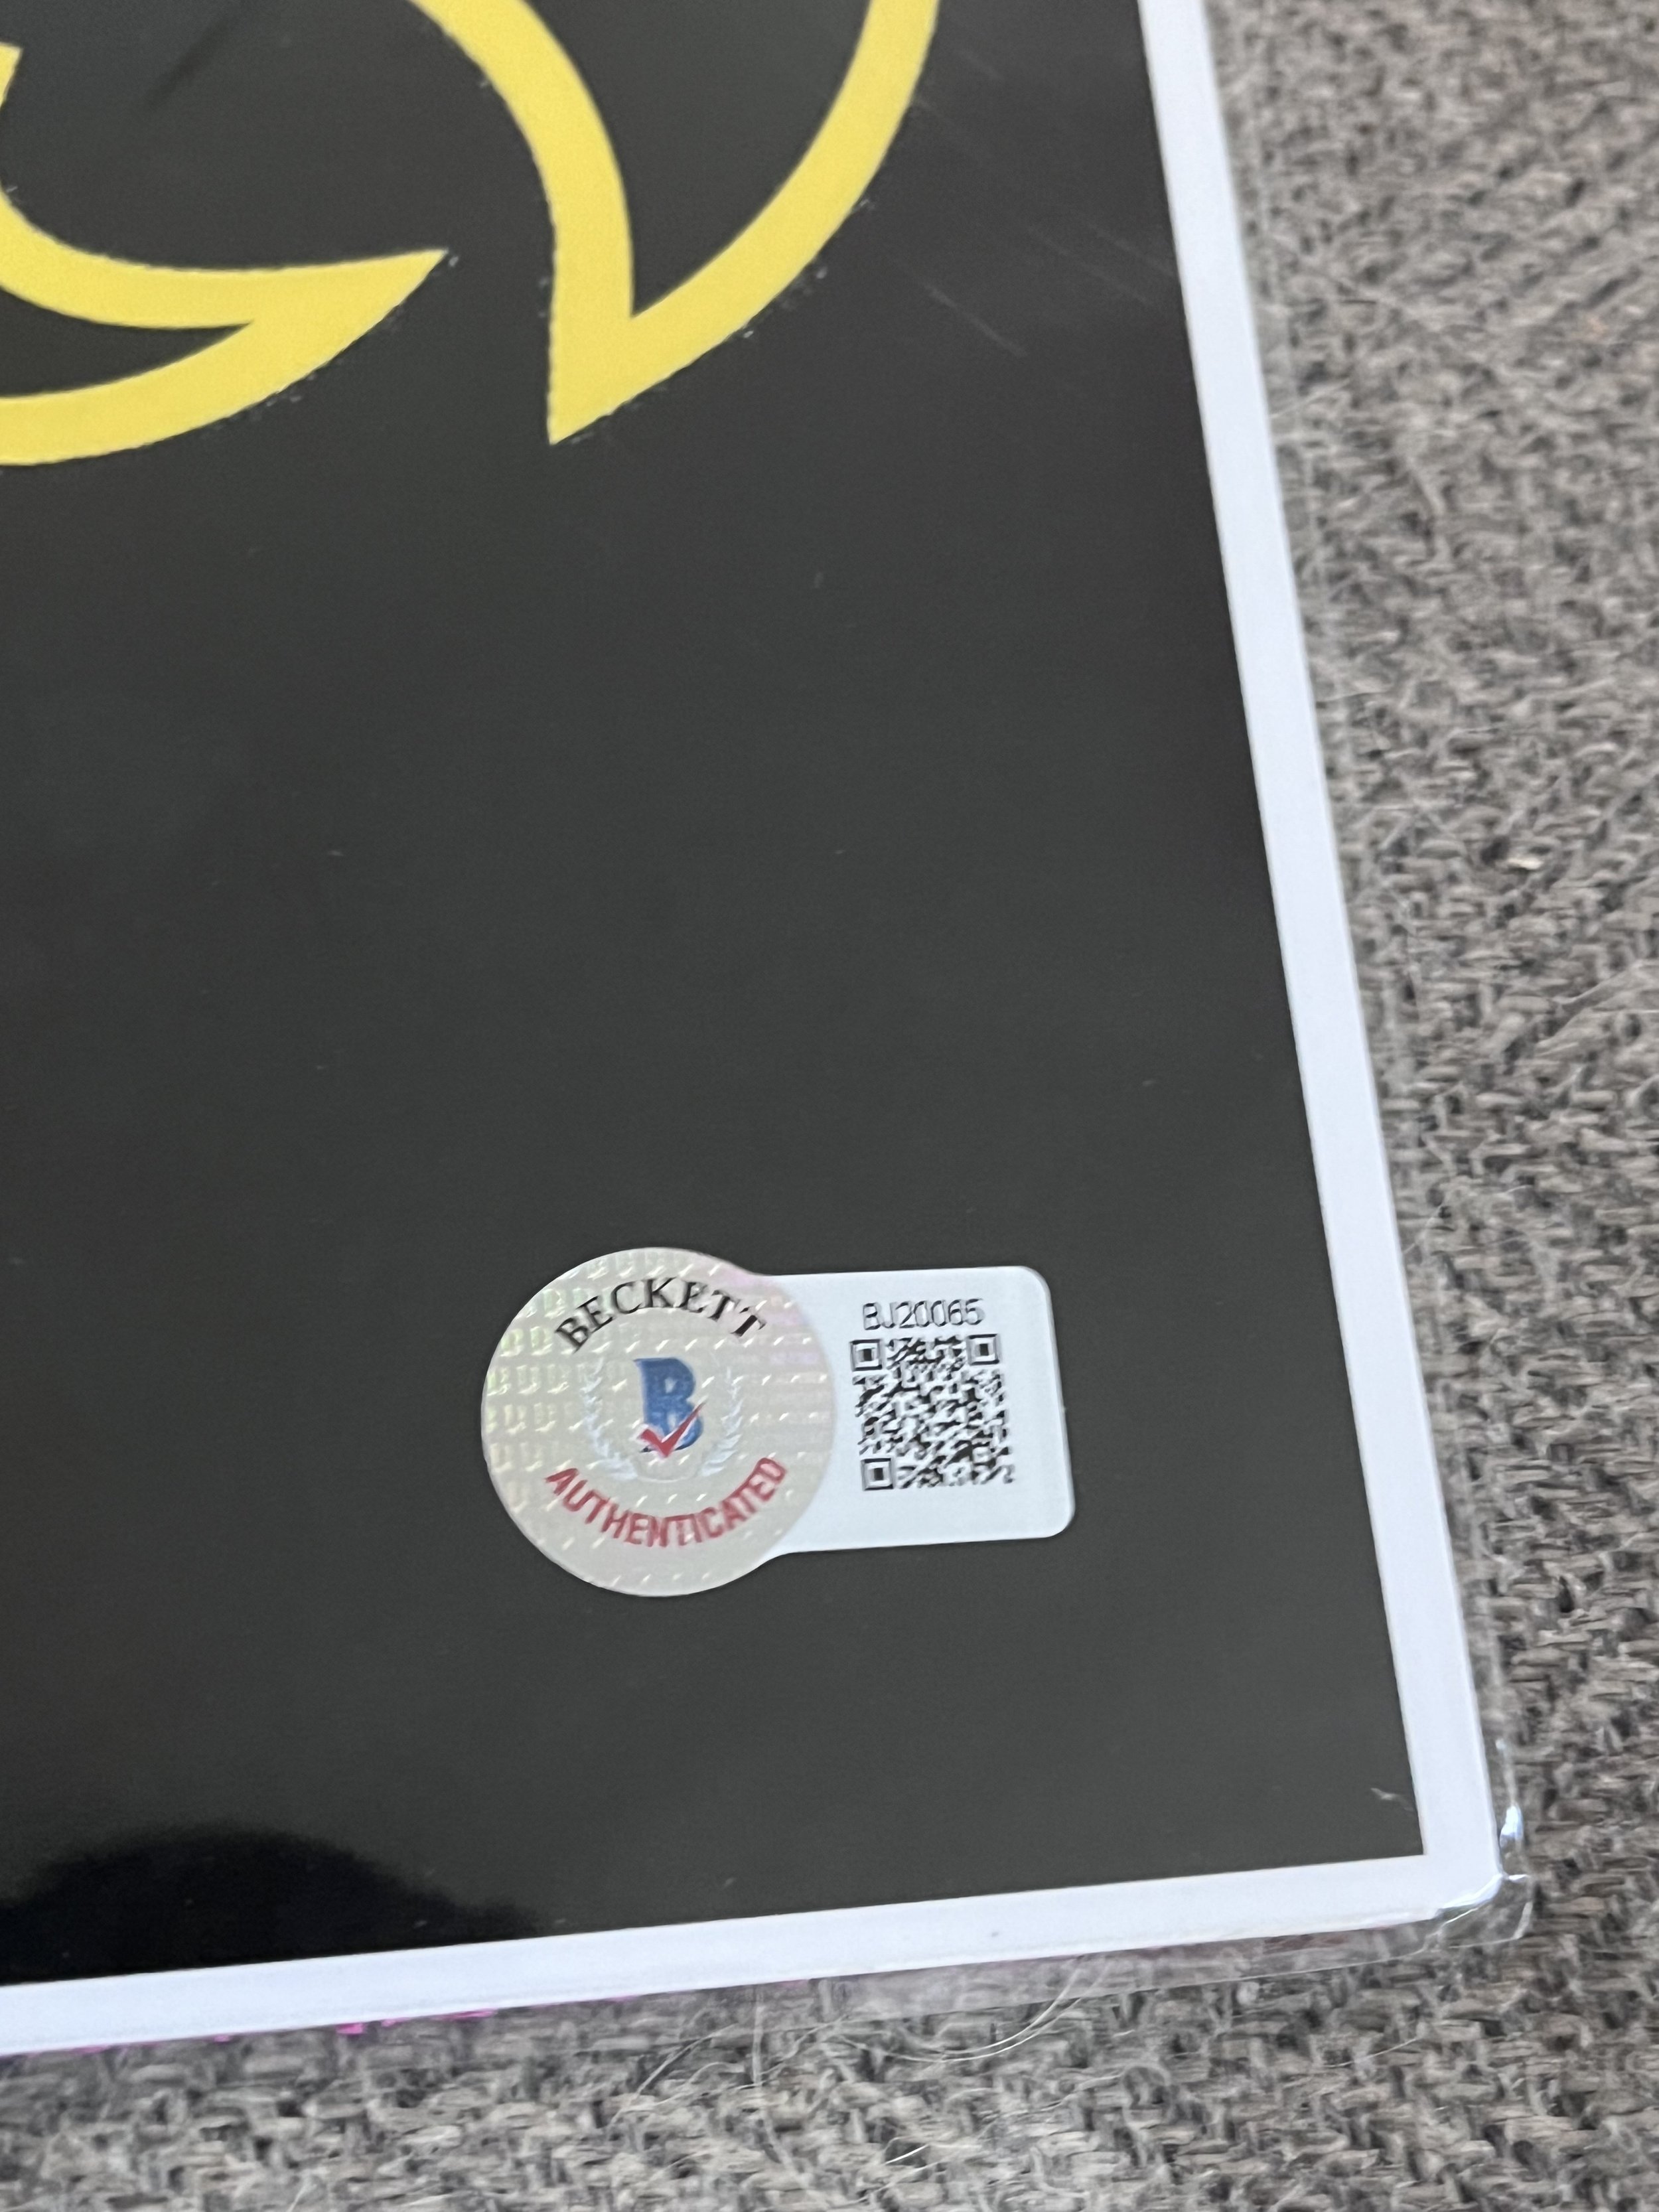 BECKETT
B
AUTHENTICATED
BJ20065